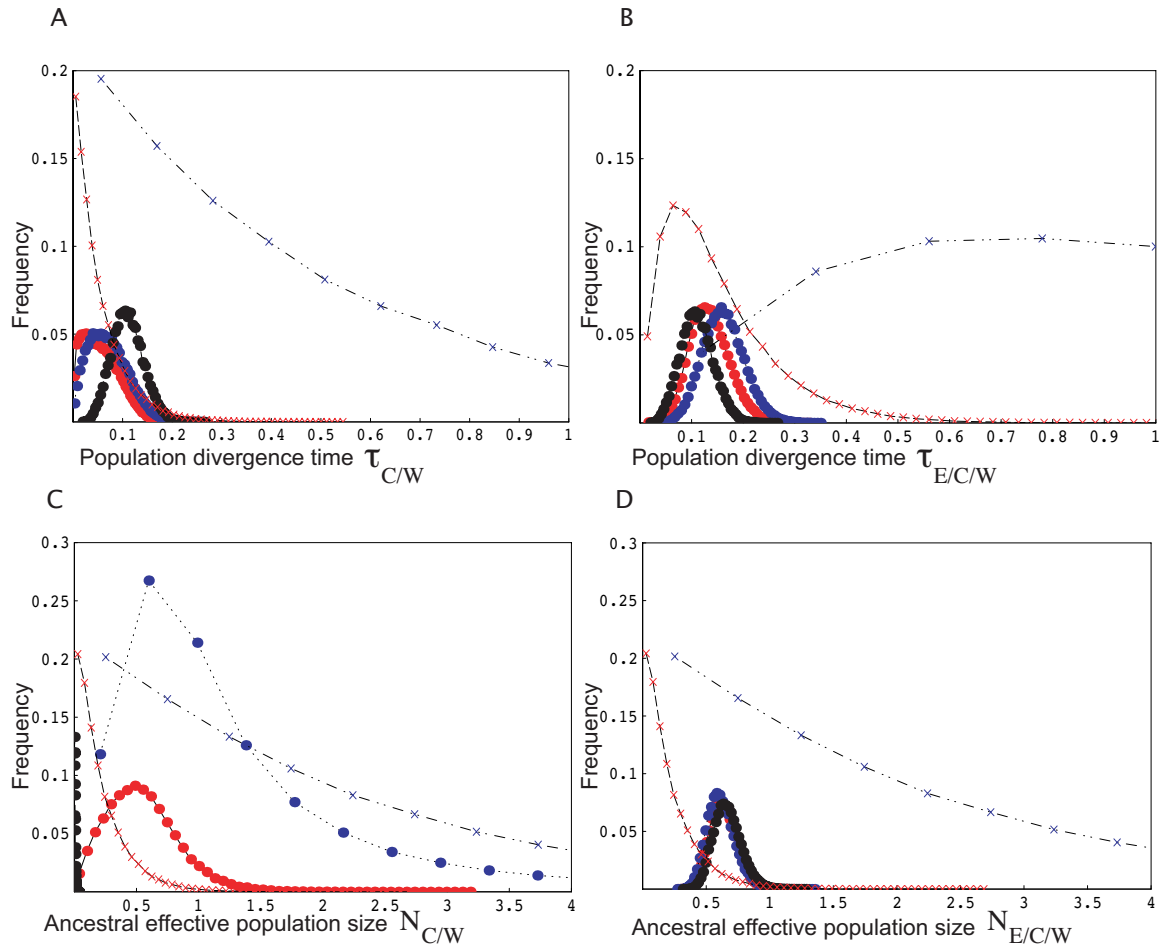 A
B
0.2
0.15
0.1
0.05
Frequency
0.1 0.2 0.3 0.4 0.5 0.6 0.7 0.8 0.9 1
Population divergence time τC/W
0.2
0.15
0.1
0.05
Frequency
0.1 0.2 0.3 0.4 0.5 0.6 0.7 0.8 0.9 1
Population divergence time τE/C/W
C
D
0.3
0.25
0.2
0.15
0.1
0.05
Frequency
0.5 1 1.5 2 2.5 3 3.5 4
Ancestral effective population size NC/W
0.3
0.25
0.2
0.15
0.1
0.05
Frequency
0.5 1 1.5 2 2.5 3 3.5 4
Ancestral effective population size NE/C/W